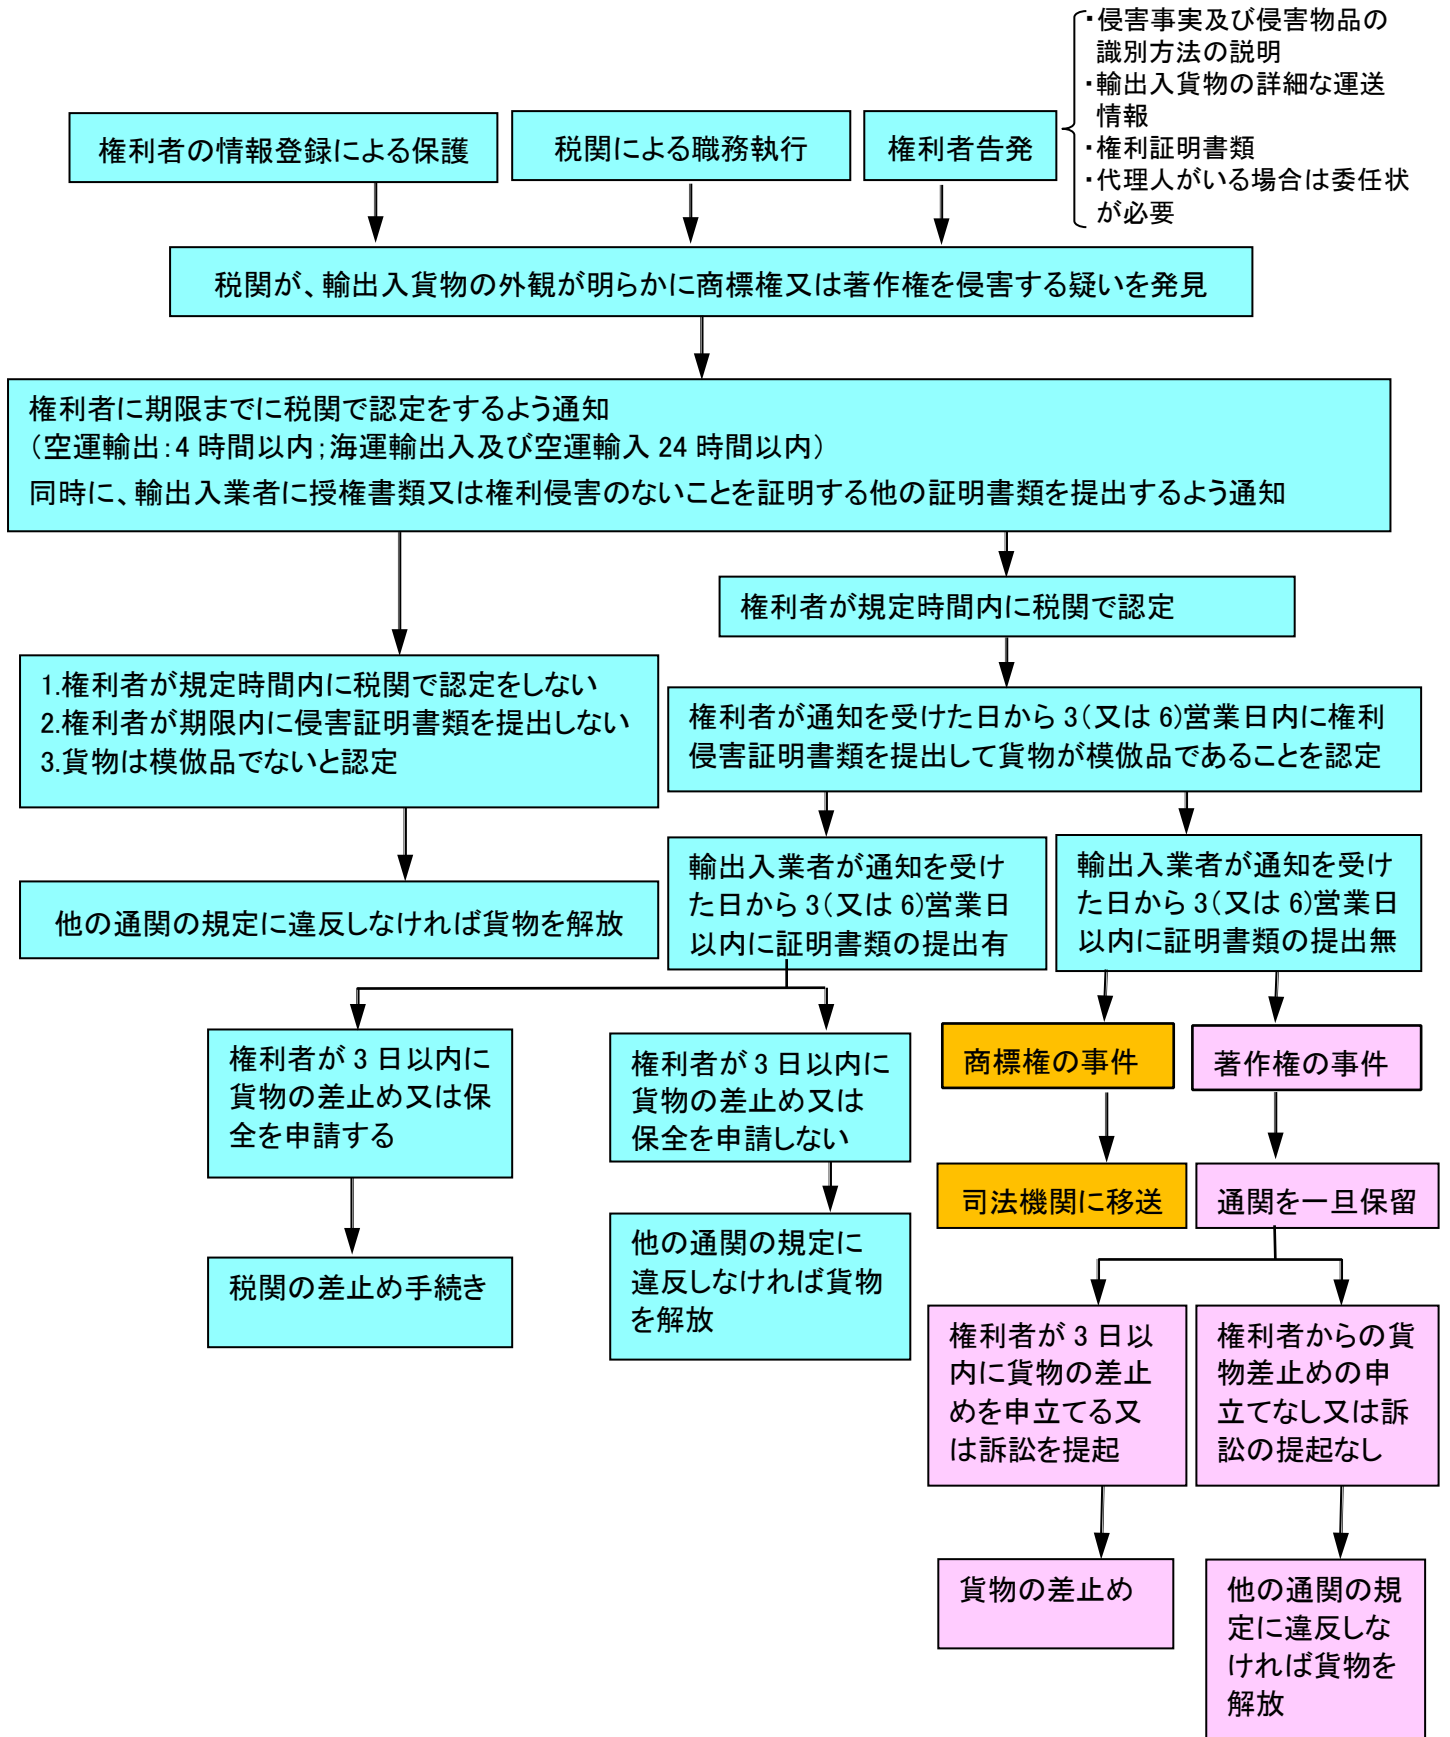 ・侵害事実及び侵害物品の
識別方法の説明
・輸出入貨物の詳細な運送
情報
・権利証明書類
・代理人がいる場合は委任状
が必要
権利者の情報登録による保護
税関による職務執行
権利者告発
税関が、輸出入貨物の外観が明らかに商標権又は著作権を侵害する疑いを発見
権利者に期限までに税関で認定をするよう通知
（空運輸出：4 時間以内；海運輸出入及び空運輸入 24 時間以内）
同時に、輸出入業者に授権書類又は権利侵害のないことを証明する他の証明書類を提出するよう通知
権利者が規定時間内に税関で認定
1.権利者が規定時間内に税関で認定をしない
2.権利者が期限内に侵害証明書類を提出しない
3.貨物は模倣品でないと認定
権利者が通知を受けた日から 3（又は 6)営業日内に権利
侵害証明書類を提出して貨物が模倣品であることを認定
他の通関の規定に違反しなければ貨物を解放
輸出入業者が通知を受け
た日から 3（又は 6)営業日
以内に証明書類の提出有
輸出入業者が通知を受け
た日から 3（又は 6)営業日
以内に証明書類の提出無
権利者が 3 日以内に
貨物の差止め又は保
全を申請する
権利者が 3 日以内に
貨物の差止め又は
保全を申請しない
商標権の事件
著作権の事件
司法機関に移送
通関を一旦保留
税関の差止め手続き
他の通関の規定に
違反しなければ貨物
を解放
権利者が 3 日以
内に貨物の差止
めを申立てる又
は訴訟を提起
権利者からの貨
物差止めの申
立てなし又は訴
訟の提起なし
貨物の差止め
他の通関の規
定に違反しな
ければ貨物を
解放